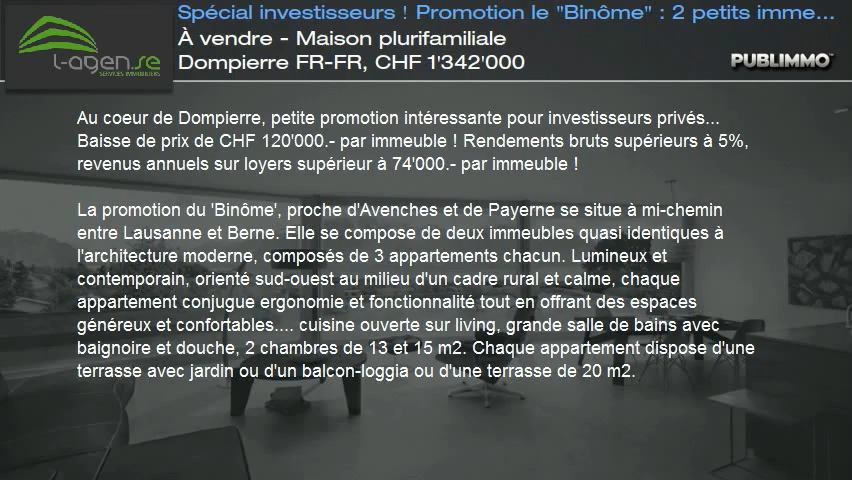 Spécial investisseurs ! Promotion le "Binôme" : 2 petits imme...
À vendre - Maison plurifamiliale
Dompierre FR-FR, CHF 1'342'000
l-agen.se
SERVICES IMMOBILIERS
PUBLIMMO
Au coeur de Dompierre, petite promotion intéressante pour investisseurs privés...
Baisse de prix de CHF 120'000.- par immeuble ! Rendements bruts supérieurs à 5%,
revenus annuels sur loyers supérieur à 74'000.- par immeuble !
La promotion du 'Binôme', proche d'Avenches et de Payerne se situe à mi-chemin
entre Lausanne et Berne. Elle se compose de deux immeubles quasi identiques à
l'architecture moderne, composés de 3 appartements chacun. Lumineux et
contemporain, orienté sud-ouest au milieu d'un cadre rural et calme, chaque
appartement conjugue ergonomie et fonctionnalité tout en offrant des espaces
généreux et confortables.... cuisine ouverte sur living, grande salle de bains avec
baignoire et douche, 2 chambres de 13 et 15 m2. Chaque appartement dispose d'une
terrasse avec jardin ou d'un balcon-loggia ou d'une terrasse de 20 m2.